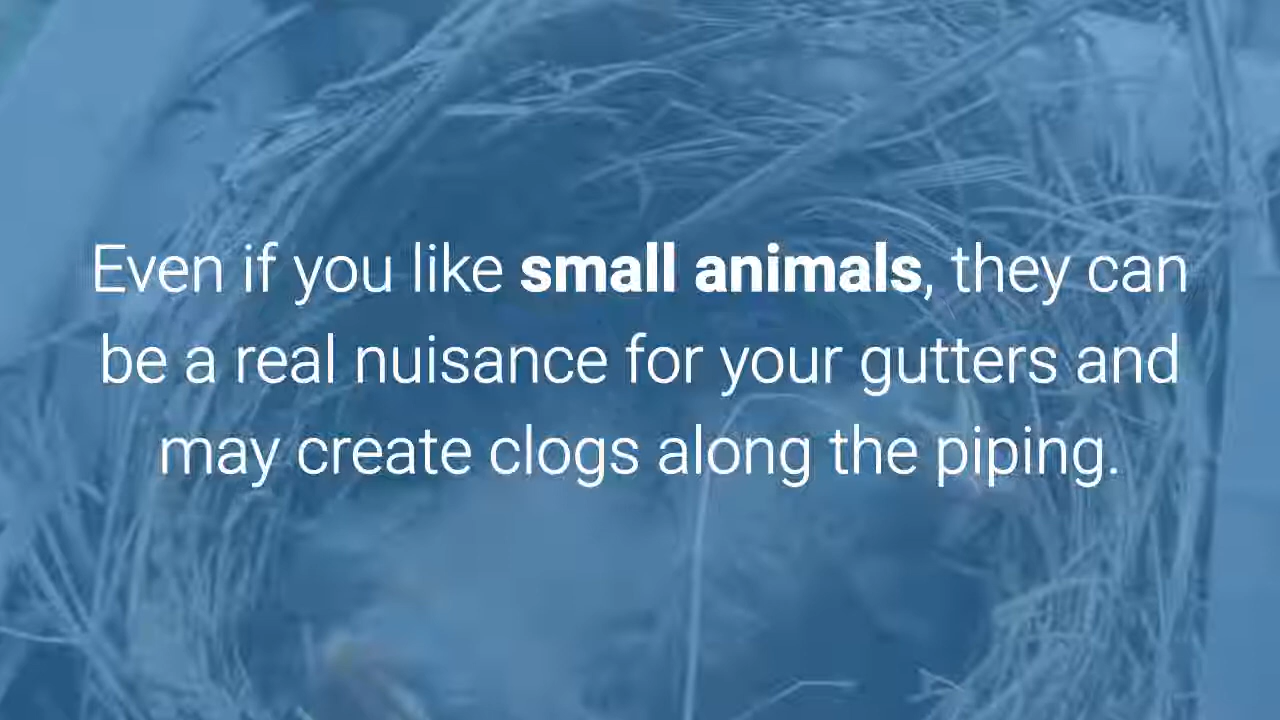 Even if you like small animals, they can
be a real nuisance for your gutters and
may create clogs along the piping.